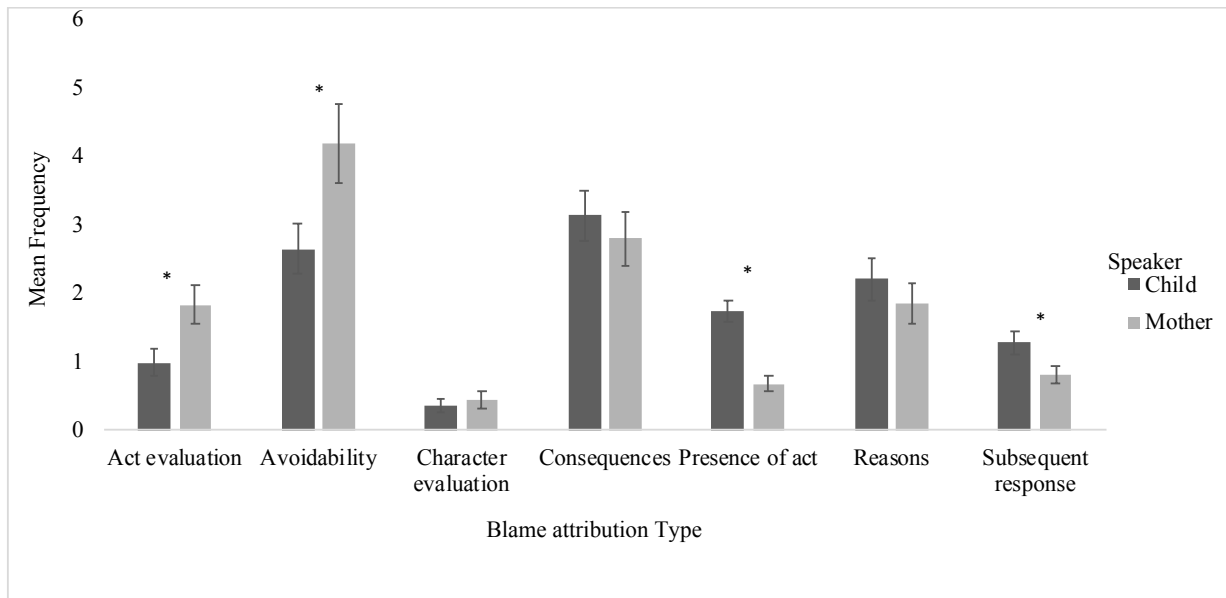 6
5
4
3
2
1
0
Mean Frequency
*
*
*
*
Act evaluation
Avoidability
Character
evaluation
Consequences
Presence of act
Reasons
Subsequent
response
Blame attribution Type
Speaker
Child
Mother